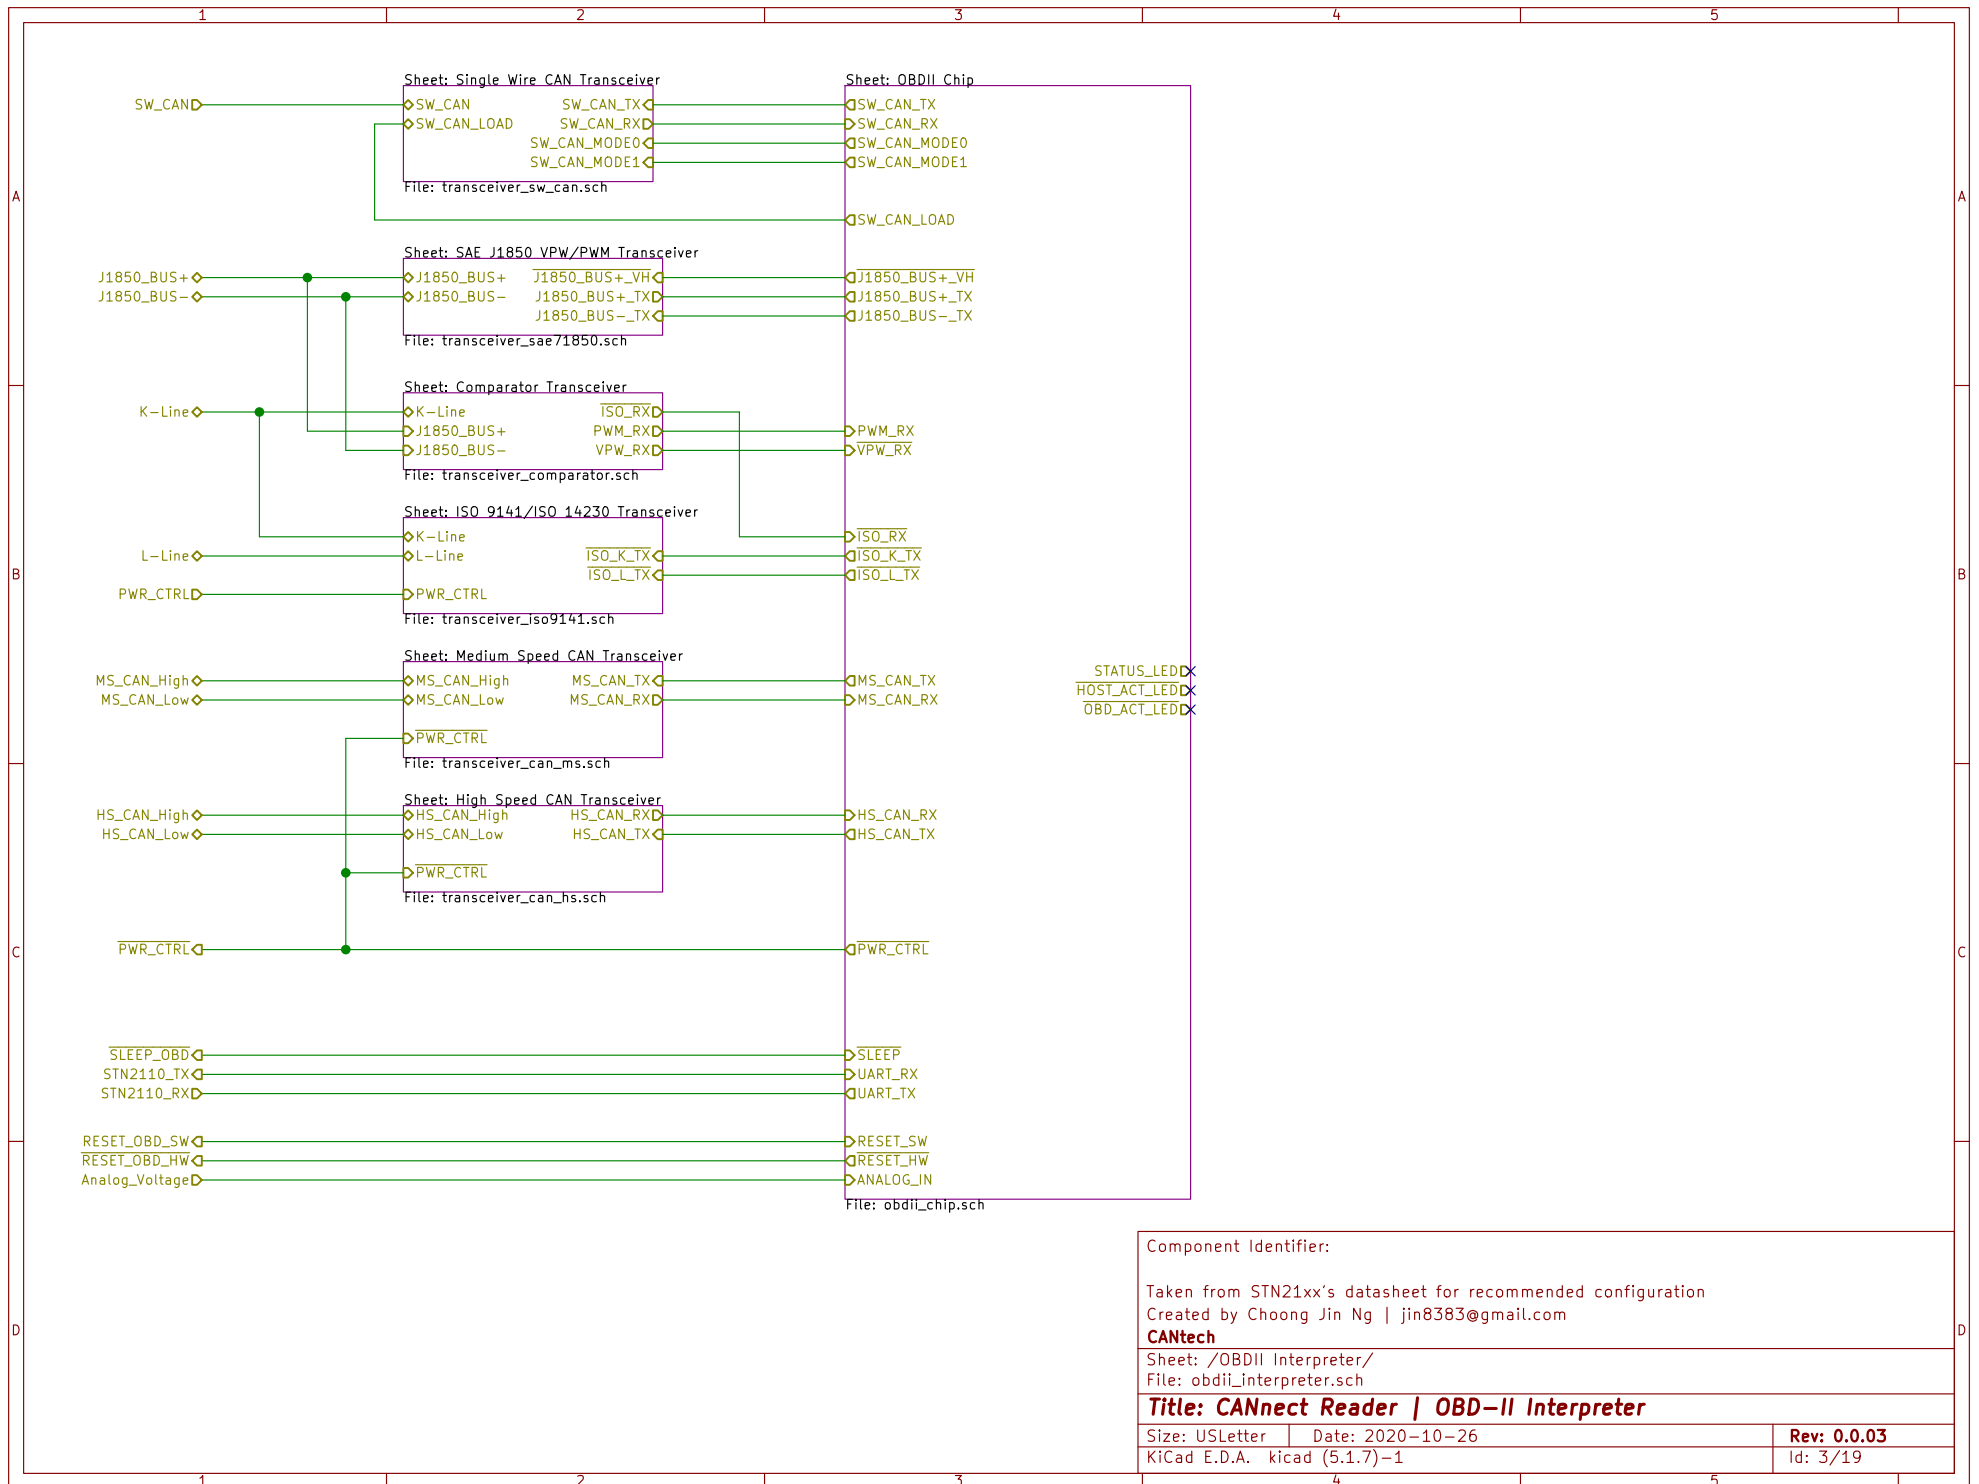 1 2 3 4 5
Sheet: Single Wire CAN Transceiver
SW_CAN
SW_CAN SW_CAN_TX
SW_CAN_LOAD SW_CAN_RX
SW_CAN_MODE0
SW_CAN_MODE1
File: transceiver_sw_can.sch
Sheet: SAE J1850 VPW/PWM Transceiver
J1850_BUS+
J1850_BUS-
J1850_BUS+ J1850_BUS+_VH
J1850_BUS- J1850_BUS+_TX
J1850_BUS-_TX
File: transceiver_sae71850.sch
Sheet: Comparator Transceiver
K-Line
K-Line ISO_RX
J1850_BUS+ PWM_RX
J1850_BUS- VPW_RX
File: transceiver_comparator.sch
Sheet: ISO 9141/ISO 14230 Transceiver
L-Line
PWR_CTRL
K-Line
L-Line ISO_K_TX
ISO_L_TX
PWR_CTRL
File: transceiver_iso9141.sch
Sheet: Medium Speed CAN Transceiver
MS_CAN_High
MS_CAN_Low
MS_CAN_High MS_CAN_TX
MS_CAN_Low MS_CAN_RX
PWR_CTRL
File: transceiver_can_ms.sch
Sheet: High Speed CAN Transceiver
HS_CAN_High
HS_CAN_Low
HS_CAN_High HS_CAN_RX
HS_CAN_Low HS_CAN_TX
PWR_CTRL
File: transceiver_can_hs.sch
PWR_CTRL
SLEEP_OBD
STN2110_TX
STN2110_RX
RESET_OBD_SW
RESET_OBD_HW
Analog_Voltage
Sheet: OBDII Chip
SW_CAN_TX
SW_CAN_RX
SW_CAN_MODE0
SW_CAN_MODE1
SW_CAN_LOAD
J1850_BUS+_VH
J1850_BUS+_TX
J1850_BUS-_TX
PWM_RX
VPW_RX
ISO_RX
ISO_K_TX
ISO_L_TX
MS_CAN_TX
MS_CAN_RX
HS_CAN_RX
HS_CAN_TX
PWR_CTRL
SLEEP
UART_RX
UART_TX
RESET_SW
RESET_HW
ANALOG_IN
STATUS_LED
HOST_ACT_LED
OBD_ACT_LED
File: obdii_chip.sch
A A
B B
C C
D D
Component Identifier:
Taken from STN21xx's datasheet for recommended configuration
Created by Choong Jin Ng | jin8383@gmail.com
CANtech
Sheet: /OBDII Interpreter/
File: obdii_interpreter.sch
Title: CANnect Reader | OBD-II Interpreter
Size: USLetter Date: 2020-10-26 Rev: 0.0.03
KiCad E.D.A. kicad (5.1.7)-1 Id: 3/19
1 2 3 4 5